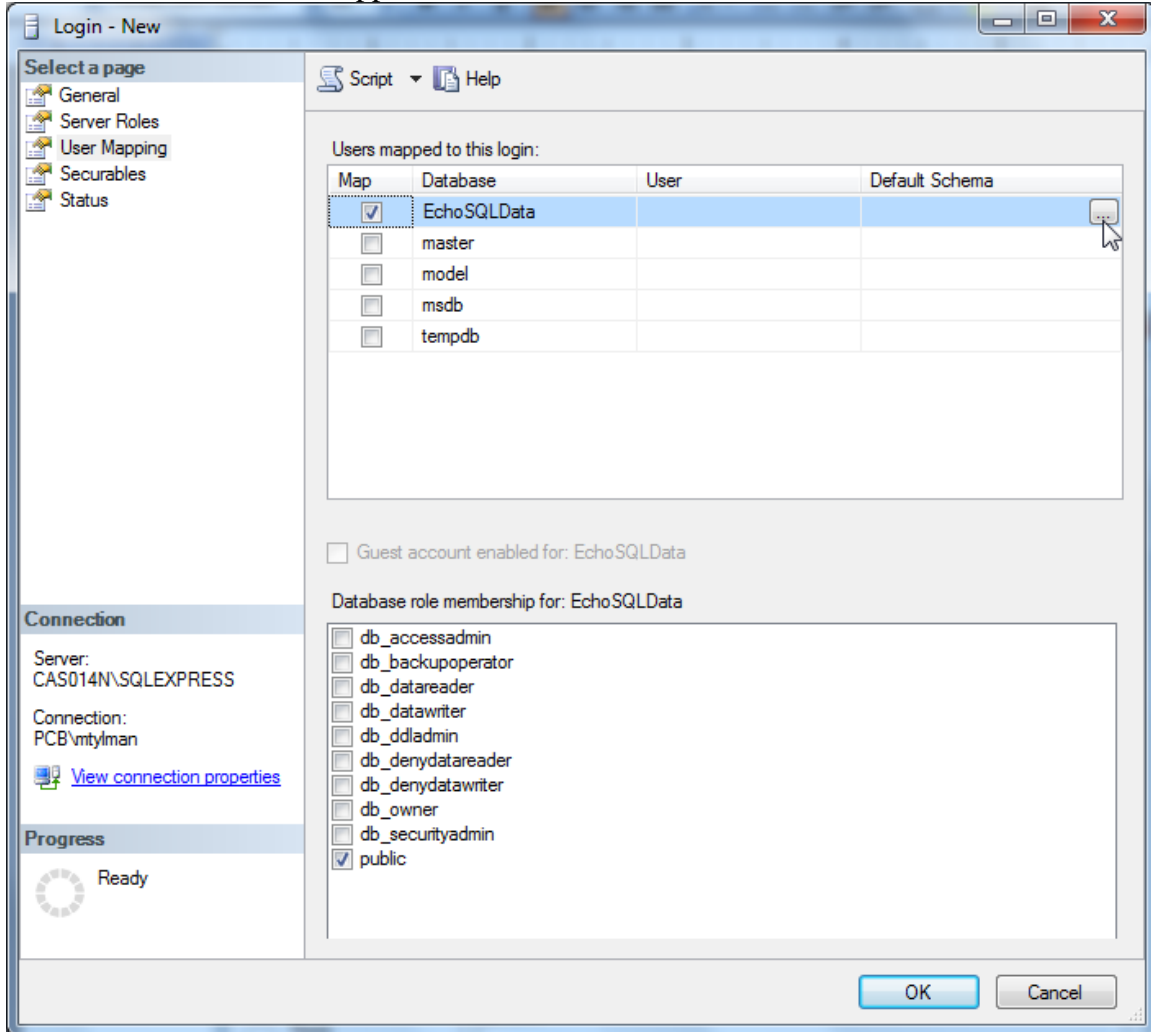 Login - New
Select a page
General
Server Roles
User Mapping
Securables
Status
Script
Help
Users mapped to this login:
Map Database User Default Schema
EchoSQLData ...
master
model
msdb
tempdb
Guest account enabled for: EchoSQLData
Database role membership for: EchoSQLData
db_accessadmin
db_backupoperator
db_datareader
db_datawriter
db_ddladmin
db_denydatareader
db_denydatawriter
db_owner
db_securityadmin
public
Connection
Server:
CAS014N\SQLEXPRESS
Connection:
PCB\mtylman
View connection properties
Progress
Ready
OK Cancel